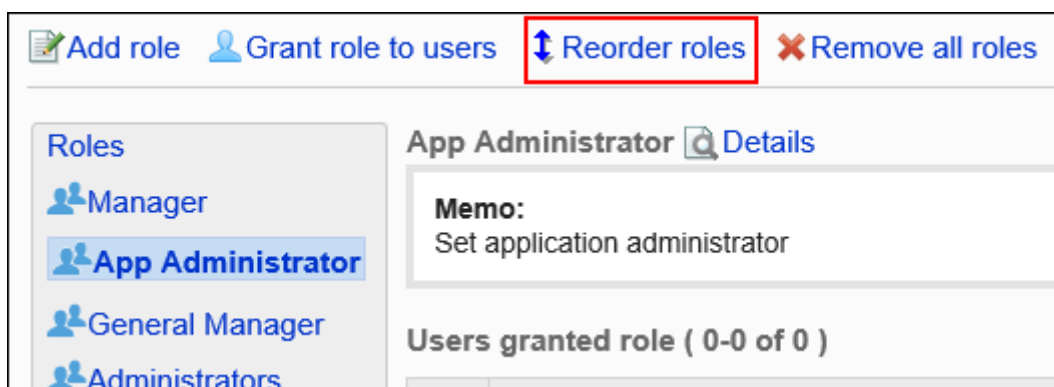 Add role Grant role to users Reorder roles Remove all roles
Roles
Manager
App Administrator
General Manager
Administrators
App Administrator Details
Memo:
Set application administrator
Users granted role ( 0-0 of 0 )